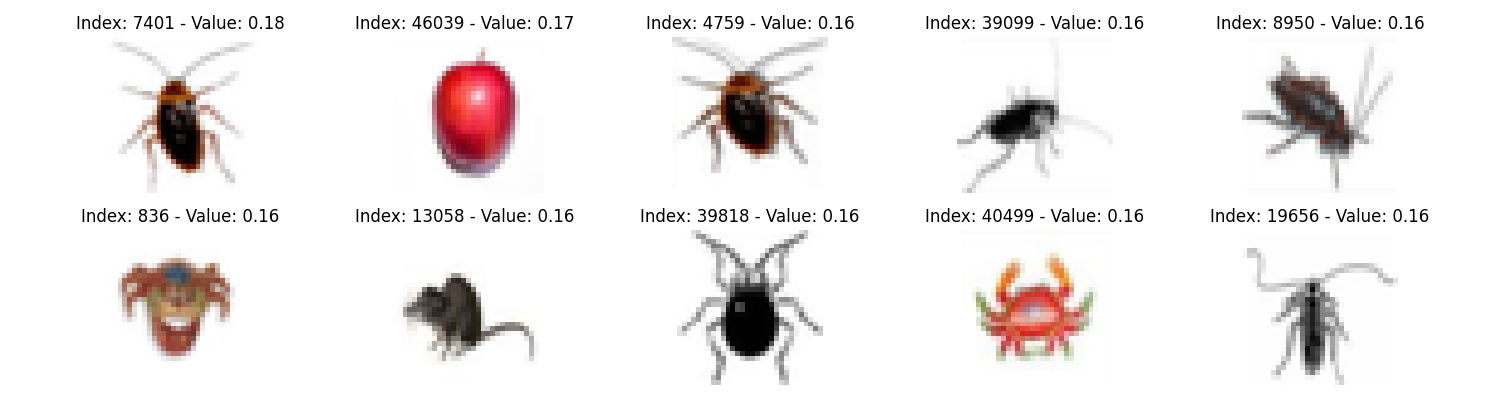 Index: 7401 - Value: 0.18
Index: 46039 - Value: 0.17
Index: 4759 - Value: 0.16
Index: 39099 - Value: 0.16
Index: 8950 - Value: 0.16
Index: 836 - Value: 0.16
Index: 13058 - Value: 0.16
Index: 39818 - Value: 0.16
Index: 40499 - Value: 0.16
Index: 19656 - Value: 0.16